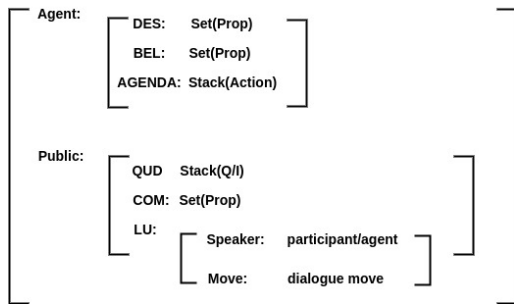 Agent:
DES: Set(Prop)
BEL: Set(Prop)
AGENDA: Stack(Action)
Public:
QUD Stack(Q/I)
COM: Set(Prop)
LU:
Speaker: participant/agent
Move: dialogue move